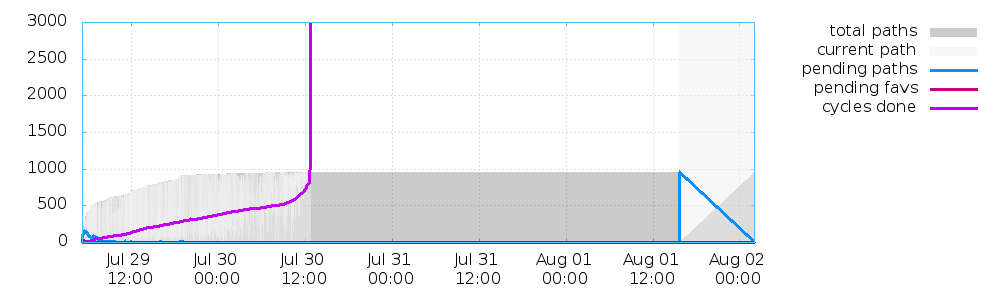 3000
2500
2000
1500
1000
500
0
Jul 29
12:00
Jul 30
00:00
Jul 30
12:00
Jul 31
00:00
Jul 31
12:00
Aug 01
00:00
Aug 01
12:00
Aug 02
00:00
total paths
current path
pending paths
pending favs
cycles done